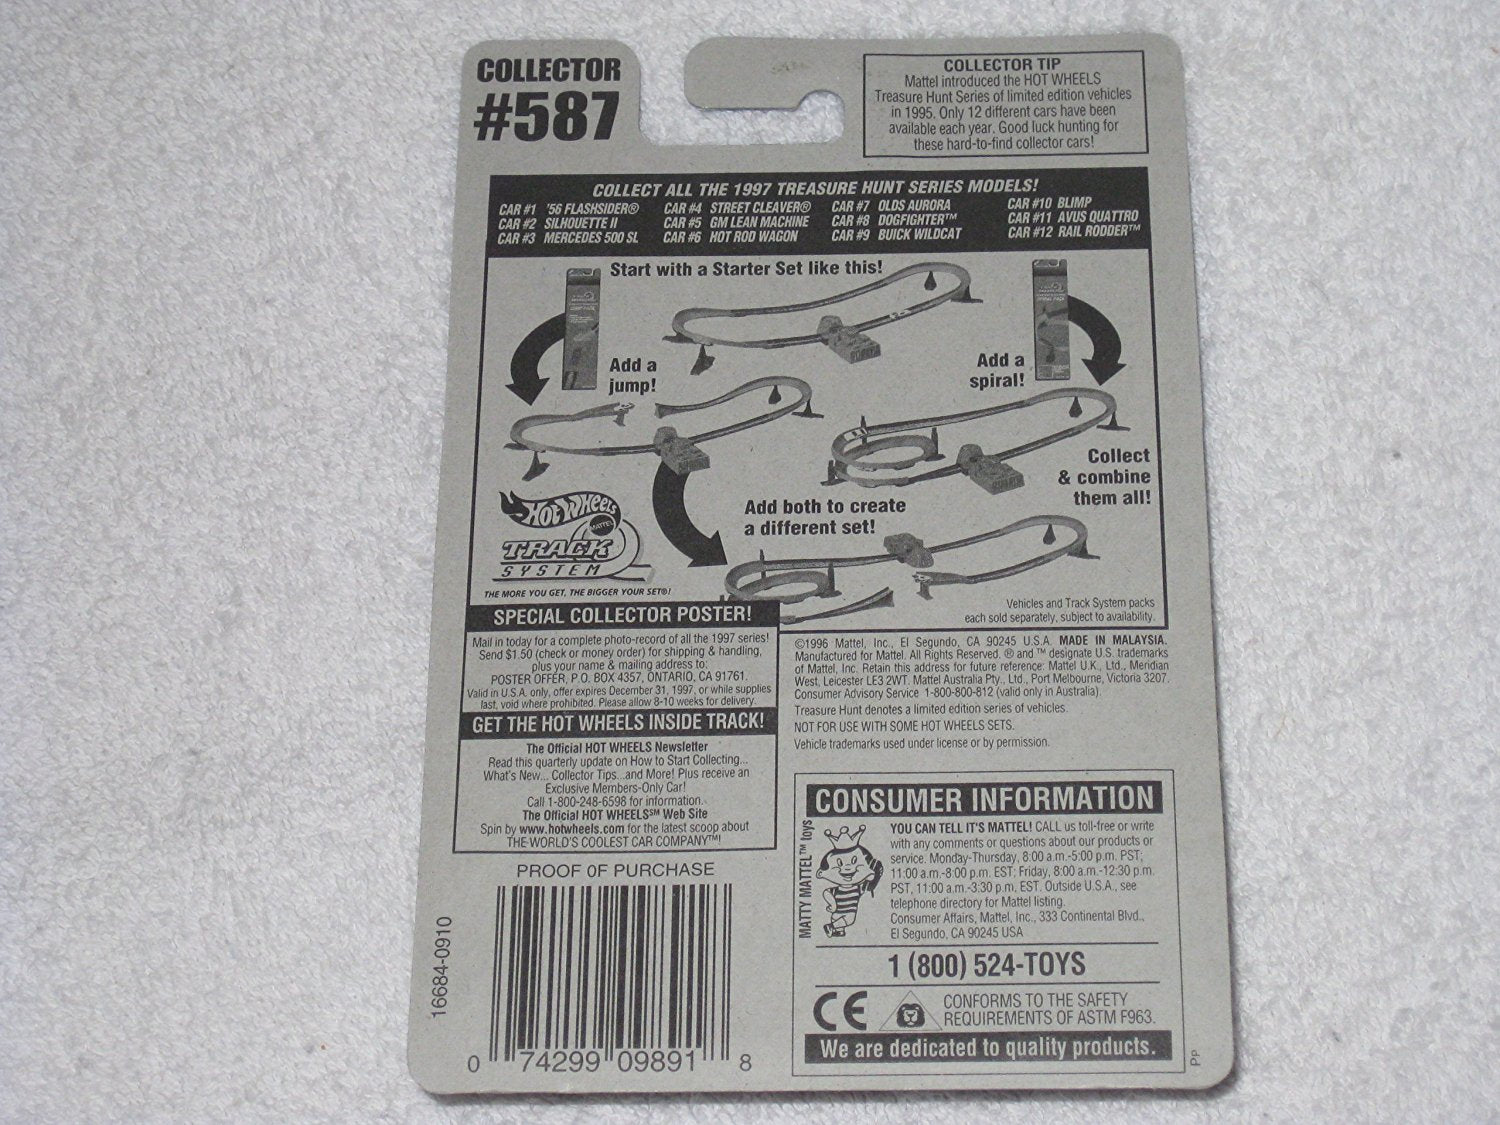 COLLECTOR
#587
COLLECTOR TIP
Mattel introduced the HOT WHEELS
Treasure Hunt Series of limited edition vehicles
in 1995. Only 12 different cars have been
available each year. Good luck hunting for
these hard-to-find collector cars!
COLLECT ALL THE 1997 TREASURE HUNT SERIES MODELS!
CAR #1 '56 FLASHSIDER®
CAR #2 SILHOUETTE II
CAR #3 MERCEDES 500 SL
CAR #4 STREET CLEAVER®
CAR #5 GM LEAN MACHINE
CAR #6 HOT ROD WAGON
CAR #7 OLDS AURORA
CAR #8 DOGFIGHTER™
CAR #9 BUICK WILDCAT
CAR #10 BLIMP
CAR #11 AVUS QUATTRO
CAR #12 RAIL RODDER™
Start with a Starter Set like this!
Add a
jump!
Add a
spiral!
Collect
& combine
them all!
Add both to create
a different set!
HOT WHEELS
MATTEL
TRACK
SYSTEM
THE MORE YOU GET, THE BIGGER YOUR SET®!
Vehicles and Track System packs
each sold separately, subject to availability.
SPECIAL COLLECTOR POSTER!
Mail in today for a complete photo-record of all the 1997 series!
Send $1.50 (check or money order) for shipping & handling,
plus your name & mailing address to:
POSTER OFFER, P.O. BOX 4357, ONTARIO, CA 91761.
Valid in U.S.A. only, offer expires December 31, 1997, or while supplies
last, void where prohibited. Please allow 8-10 weeks for delivery.
GET THE HOT WHEELS INSIDE TRACK!
The Official HOT WHEELS Newsletter
Read this quarterly update on How to Start Collecting...
What's New... Collector Tips...and More! Plus receive an
Exclusive Members-Only Car!
Call 1-800-248-6598 for information.
The Official HOT WHEELS℠ Web Site
Spin by www.hotwheels.com for the latest scoop about
THE WORLD'S COOLEST CAR COMPANY™!
©1996 Mattel, Inc., El Segundo, CA 90245 U.S.A. MADE IN MALAYSIA.
Manufactured for Mattel. All Rights Reserved. ® and ™ designate U.S. trademarks
of Mattel, Inc. Retain this address for future reference: Mattel U.K., Ltd., Meridian
West, Leicester LE3 2WT. Mattel Australia Pty., Ltd., Port Melbourne, Victoria 3207.
Consumer Advisory Service 1-800-800-812 (valid only in Australia).
Treasure Hunt denotes a limited edition series of vehicles.
NOT FOR USE WITH SOME HOT WHEELS SETS.
Vehicle trademarks used under license or by permission.
PROOF OF PURCHASE
16684-0910
0 74299 09891 8
CONSUMER INFORMATION
MATTY MATTEL™ toys
YOU CAN TELL IT'S MATTEL! CALL us toll-free or write
with any comments or questions about our products or
service. Monday-Thursday, 8:00 a.m.-5:00 p.m. PST;
11:00 a.m.-8:00 p.m. EST; Friday, 8:00 a.m.-12:30 p.m.
PST, 11:00 a.m.-3:30 p.m. EST. Outside U.S.A., see
telephone directory for Mattel listing.
Consumer Affairs, Mattel, Inc., 333 Continental Blvd.,
El Segundo, CA 90245 USA
1 (800) 524-TOYS
CE
CONFORMS TO THE SAFETY
REQUIREMENTS OF ASTM F963.
We are dedicated to quality products.
Pp